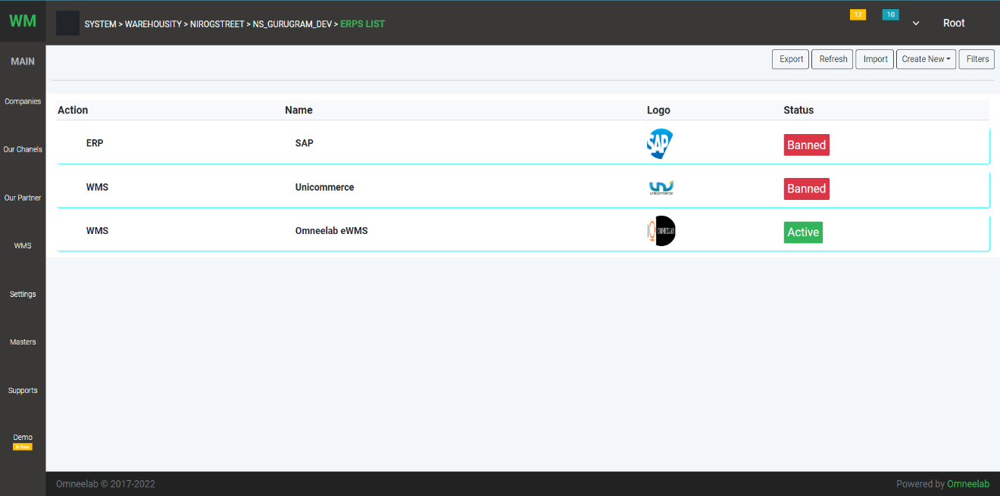 WM
SYSTEM > WAREHOUSITY > NIROGSTREET > NS_GURUGRAM_DEV > ERPS LIST
12
10
Root
MAIN
Companies
Our Chanels
Our Partner
WMS
Settings
Masters
Supports
Demo
6 New
Export Refresh Import Create New Filters
Action Name Logo Status
ERP SAP SAP Banned
WMS Unicommerce unicommerce Banned
WMS Omneelab eWMS OMNEELAB Active
Omneelab © 2017-2022
Powered by Omneelab